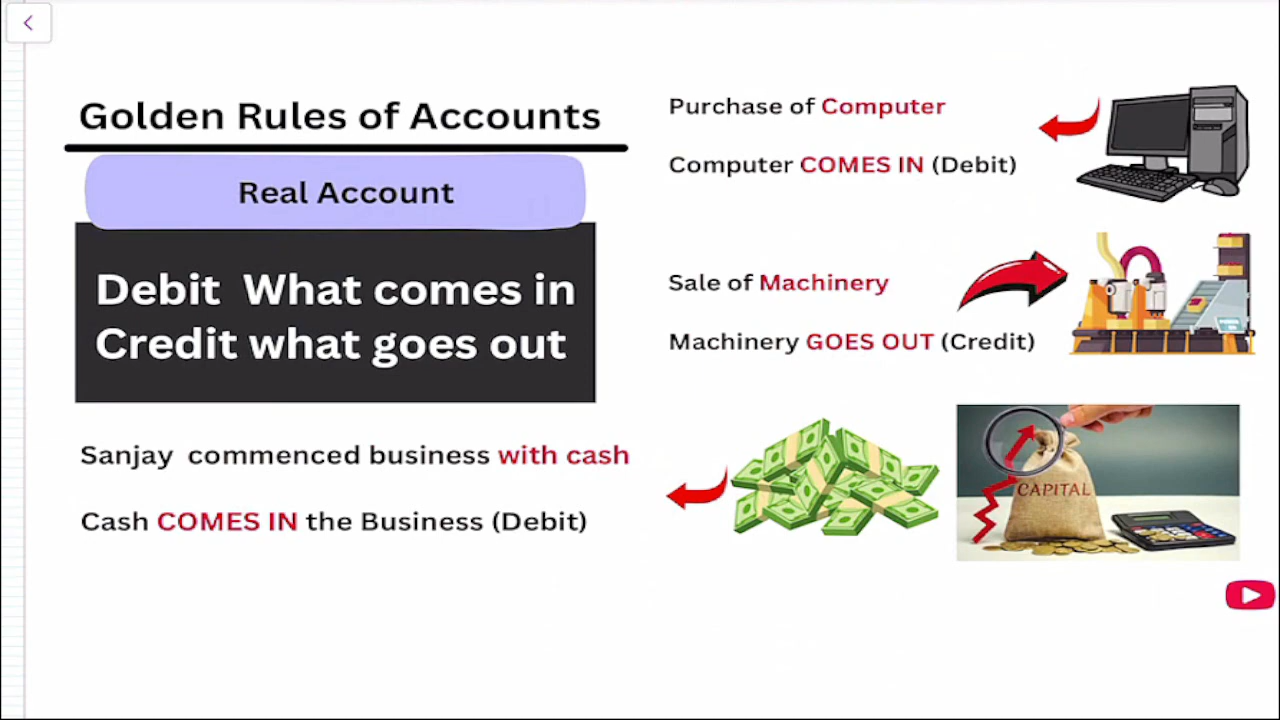 Golden Rules of Accounts
Real Account
Debit What comes in
Credit what goes out
Sanjay commenced business with cash
Cash COMES IN the Business (Debit)
Purchase of Computer
Computer COMES IN (Debit)
Sale of Machinery
Machinery GOES OUT (Credit)
CAPITAL